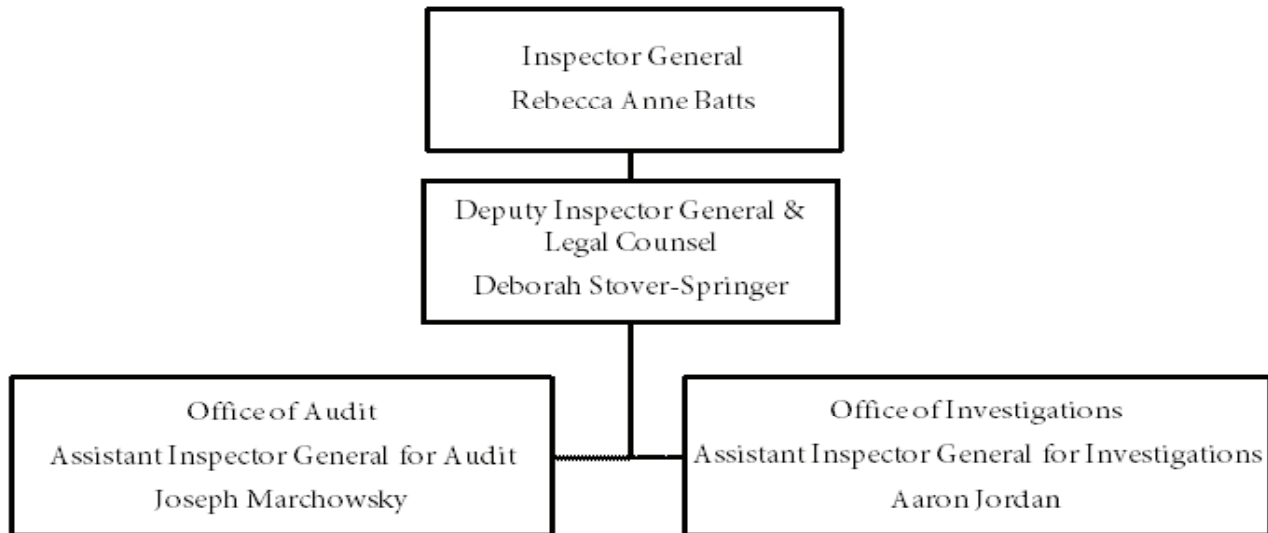 Inspector General
Rebecca Anne Batts
Deputy Inspector General &
Legal Counsel
Deborah Stover-Springer
Office of Audit
Assistant Inspector General for Audit
Joseph Marchowsky
Office of Investigations
Assistant Inspector General for Investigations
Aaron Jordan